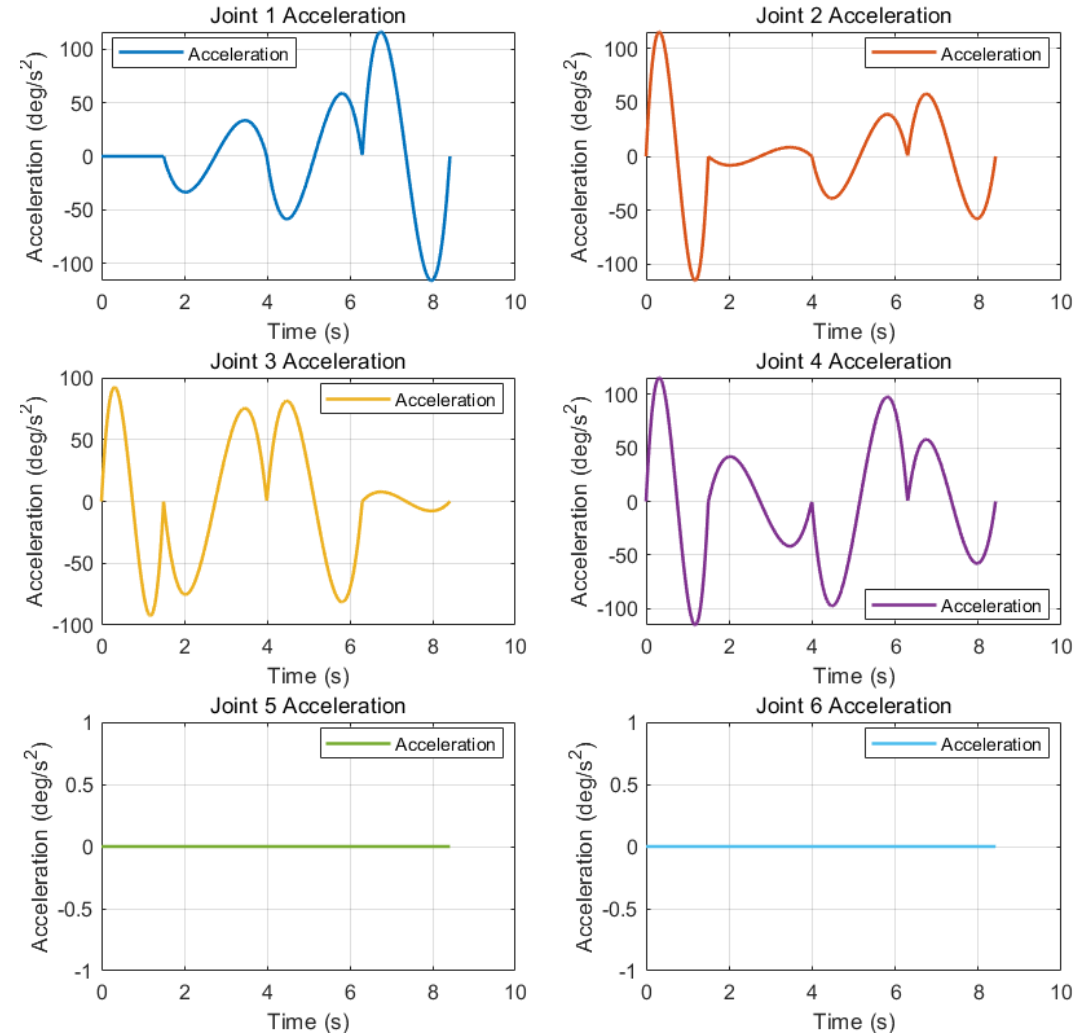 Joint 1 Acceleration
Acceleration (deg/s²)
100
50
0
-50
-100
Acceleration
0 2 4 6 8 10
Time (s)
Joint 2 Acceleration
Acceleration (deg/s²)
100
50
0
-50
-100
Acceleration
0 2 4 6 8 10
Time (s)
Joint 3 Acceleration
Acceleration (deg/s²)
100
50
0
-50
-100
Acceleration
0 2 4 6 8 10
Time (s)
Joint 4 Acceleration
Acceleration (deg/s²)
100
50
0
-50
-100
Acceleration
0 2 4 6 8 10
Time (s)
Joint 5 Acceleration
Acceleration (deg/s²)
1
0.5
0
-0.5
-1
Acceleration
0 2 4 6 8 10
Time (s)
Joint 6 Acceleration
Acceleration (deg/s²)
1
0.5
0
-0.5
-1
Acceleration
0 2 4 6 8 10
Time (s)